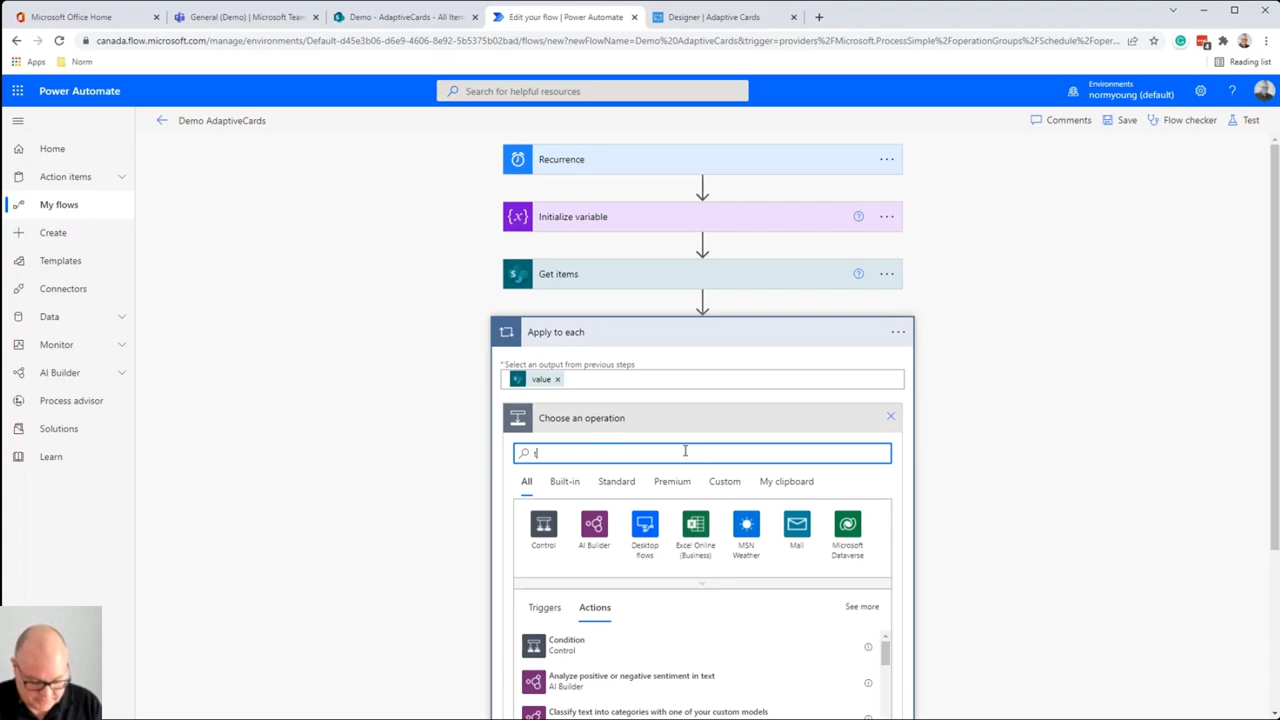 Microsoft Office Home
General (Demo) | Microsoft Team
Demo - AdaptiveCards - All Item
Edit your flow | Power Automate
Designer | Adaptive Cards
canada.flow.microsoft.com/manage/environments/Default-d45e3b16-d6e9-4606-8e92-5b5375b02bad/flows/new?newFlowName=Demo%20AdaptiveCards&trigger=providers%2FMicrosoft.ProcessSimple%2FoperationGroups%2FSchedule%2Foper...
Apps
Norm
Reading list
Power Automate
Search for helpful resources
Environments
normyoung (default)
Demo AdaptiveCards
Comments
Save
Flow checker
Test
Home
Action items
My flows
Create
Templates
Connectors
Data
Monitor
AI Builder
Process advisor
Solutions
Learn
Recurrence
{x} Initialize variable
Get items
Apply to each
* Select an output from previous steps
value
Choose an operation
t
All
Built-in
Standard
Premium
Custom
My clipboard
Control
AI Builder
Desktop flows
Excel Online (Business)
MSN Weather
Mail
Microsoft Dataverse
Triggers
Actions
See more
Condition
Control
Analyze positive or negative sentiment in text
AI Builder
Classify text into categories with one of your custom models